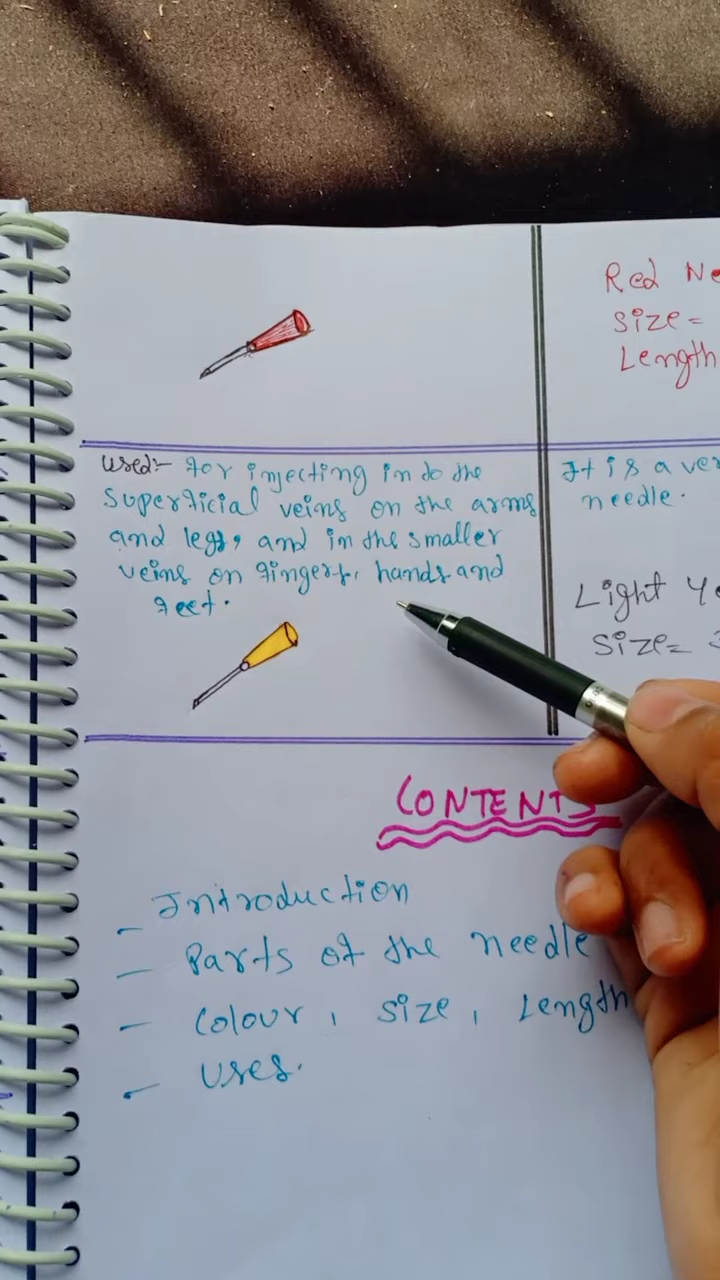 Red Ne
Size=
Length
Used:- For injecting in to the
Superficial veins on the arms
and legs, and in the smaller
veins on fingers, hands and
feet.
It is a ver
needle.
Light Ye
Size=
CONTENTS
- Introduction
- Parts of the needle
- Colour, Size, Length
- Uses.